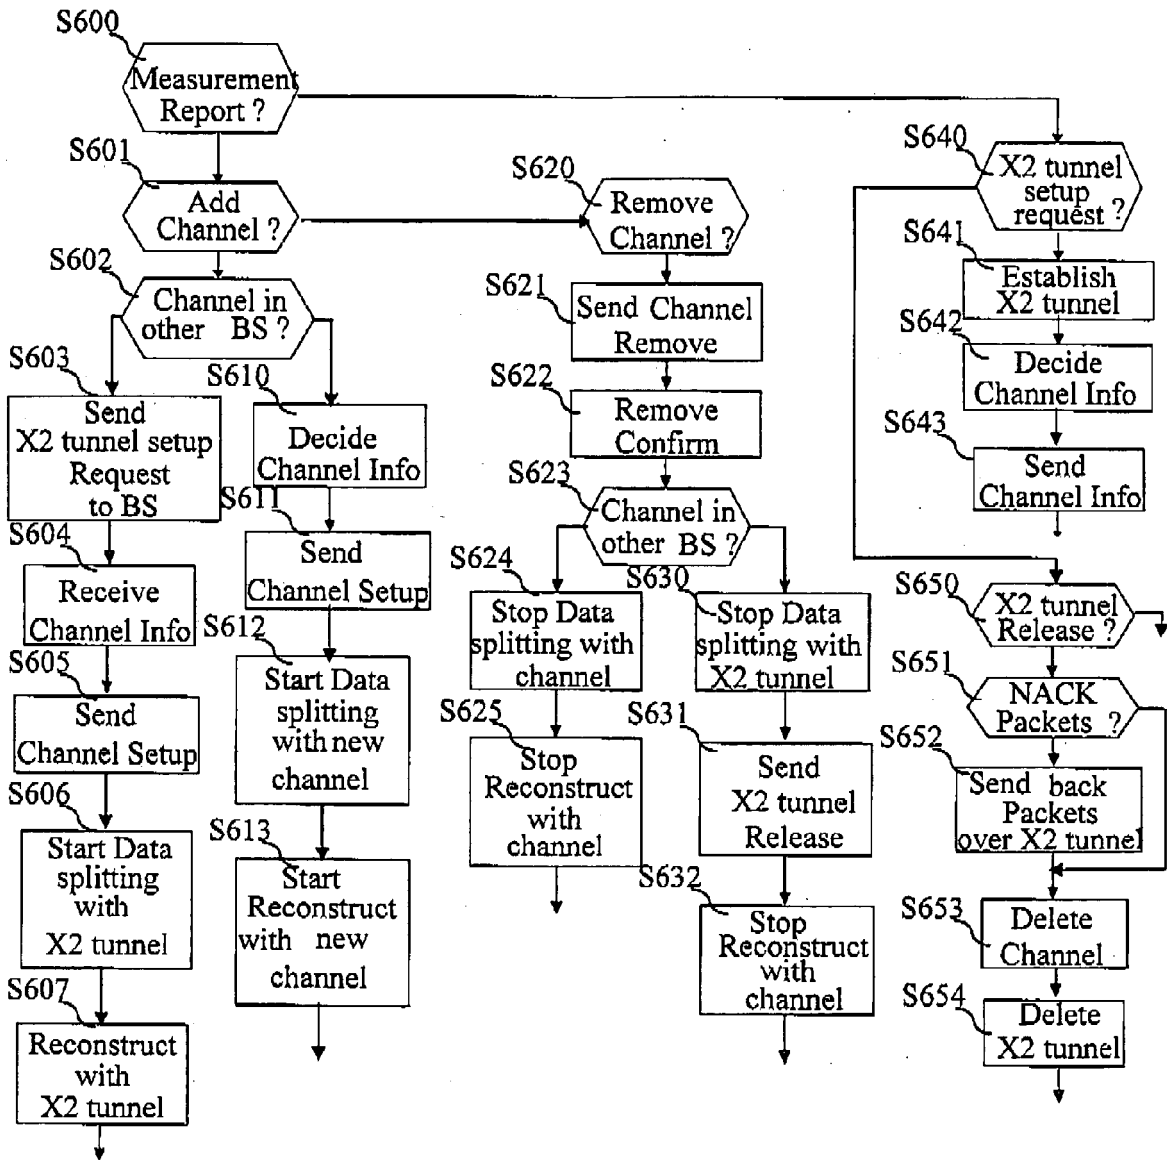 S600
Measurement
Report ?
S601
Add
Channel ?
S602
Channel in
other BS ?
S603
Send
X2 tunnel setup
Request
to BS
S604
Receive
Channel Info
S605
Send
Channel Setup
S606
Start Data
splitting
with
X2 tunnel
S607
Reconstruct
with
X2 tunnel
S610
Decide
Channel Info
S611
Send
Channel Setup
S612
Start Data
splitting
with new
channel
S613
Start
Reconstruct
with new
channel
S620
Remove
Channel ?
S621
Send Channel
Remove
S622
Remove
Confirm
S623
Channel in
other BS ?
S624
Stop Data
splitting with
channel
S625
Stop
Reconstruct
with
channel
S630
Stop Data
splitting with
X2 tunnel
S631
Send
X2 tunnel
Release
S632
Stop
Reconstruct
with
channel
S640
X2 tunnel
setup
request ?
S641
Establish
X2 tunnel
S642
Decide
Channel Info
S643
Send
Channel Info
S650
X2 tunnel
Release ?
S651
NACK
Packets ?
S652
Send back
Packets
over X2 tunnel
S653
Delete
Channel
S654
Delete
X2 tunnel